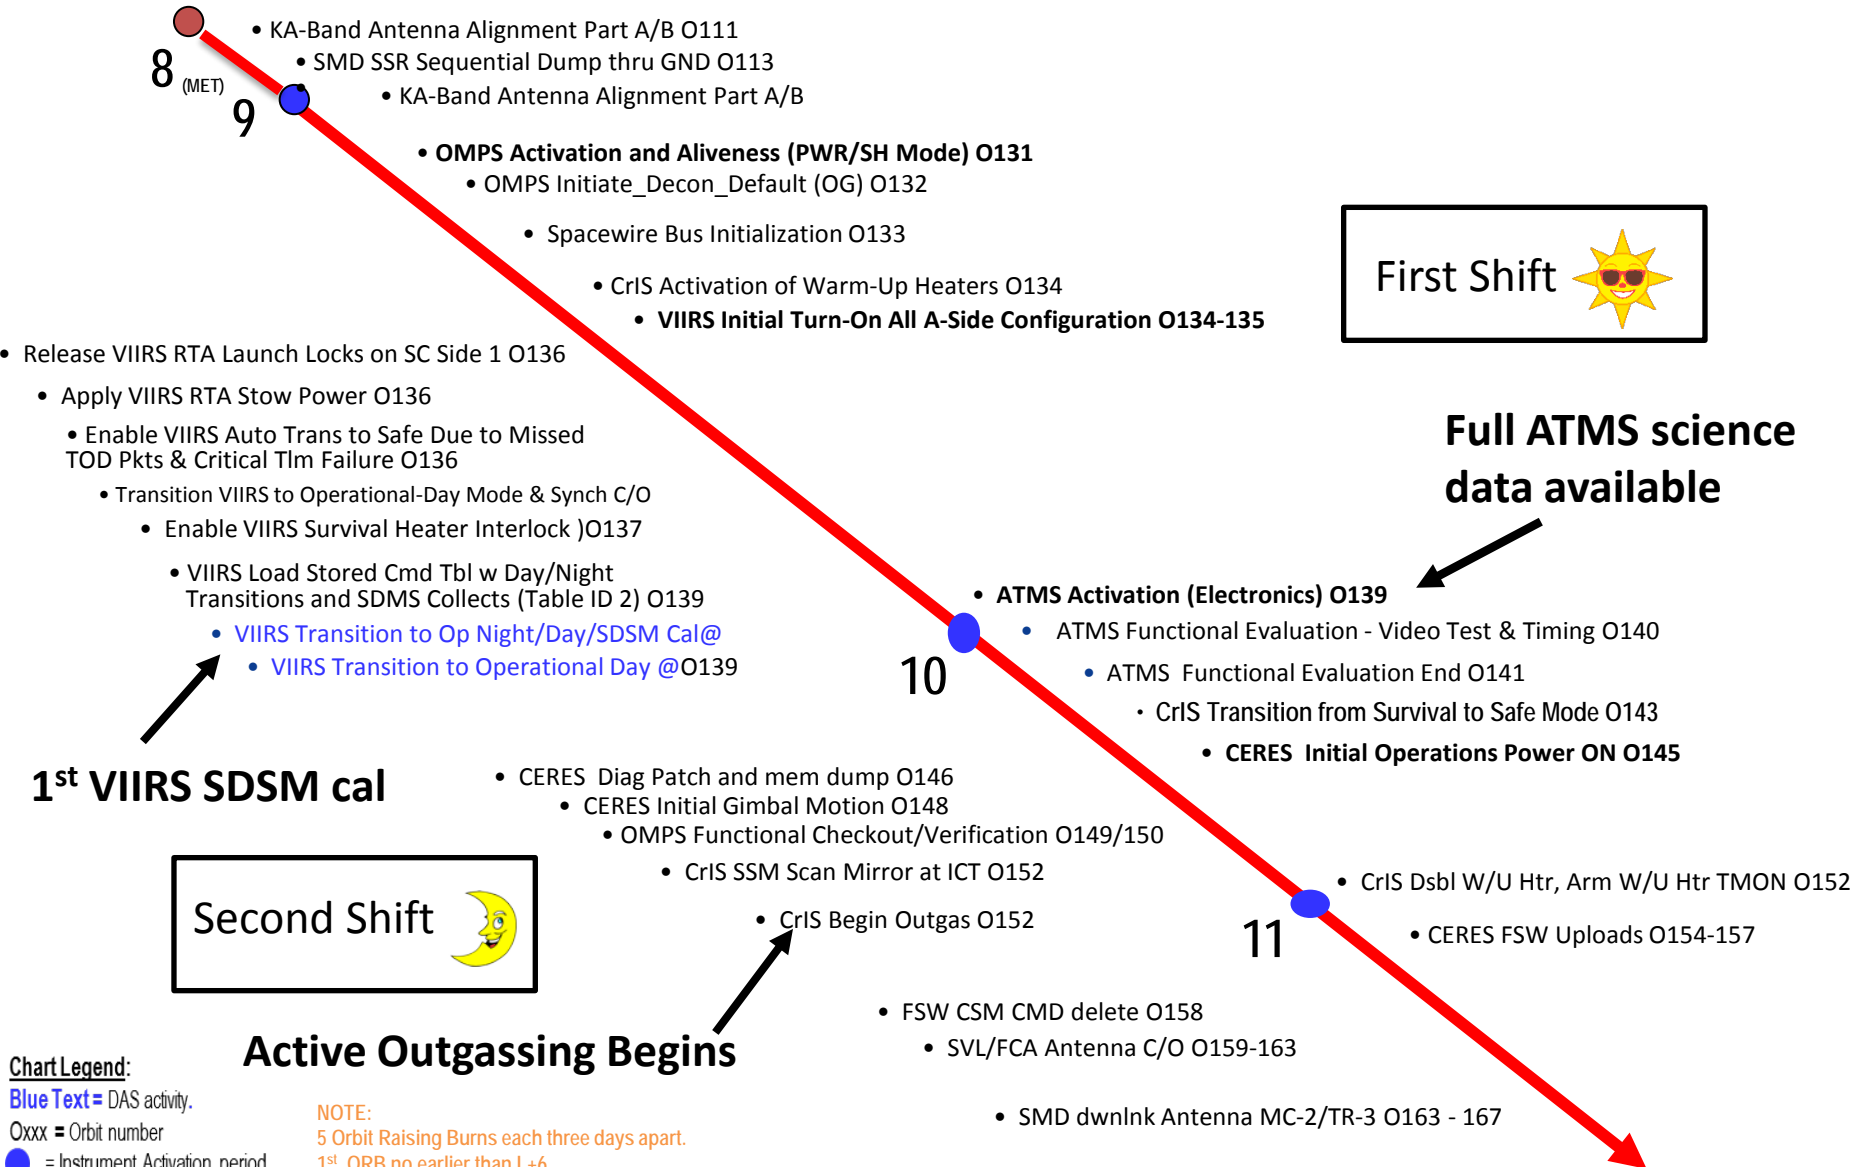 • KA-Band Antenna Alignment Part A/B O111
8 (MET)
• SMD SSR Sequential Dump thru GND O113
9
• KA-Band Antenna Alignment Part A/B
• OMPS Activation and Aliveness (PWR/SH Mode) O131
• OMPS Initiate_Decon_Default (OG) O132
• Spacewire Bus Initialization O133
First Shift
• CrIS Activation of Warm-Up Heaters O134
• VIIRS Initial Turn-On All A-Side Configuration O134-135
• Release VIIRS RTA Launch Locks on SC Side 1 O136
• Apply VIIRS RTA Stow Power O136
• Enable VIIRS Auto Trans to Safe Due to Missed
TOD Pkts & Critical Tlm Failure O136
• Transition VIIRS to Operational-Day Mode & Synch C/O
• Enable VIIRS Survival Heater Interlock )O137
• VIIRS Load Stored Cmd Tbl w Day/Night
Transitions and SDMS Collects (Table ID 2) O139
• VIIRS Transition to Op Night/Day/SDSM Cal@
• VIIRS Transition to Operational Day @O139
1st VIIRS SDSM cal
Full ATMS science
data available
10
• ATMS Activation (Electronics) O139
• ATMS Functional Evaluation - Video Test & Timing O140
• ATMS Functional Evaluation End O141
• CrIS Transition from Survival to Safe Mode O143
• CERES Initial Operations Power ON O145
• CERES Diag Patch and mem dump O146
• CERES Initial Gimbal Motion O148
• OMPS Functional Checkout/Verification O149/150
• CrIS SSM Scan Mirror at ICT O152
• CrIS Begin Outgas O152
Second Shift
Active Outgassing Begins
11
• CrIS Dsbl W/U Htr, Arm W/U Htr TMON O152
• CERES FSW Uploads O154-157
• FSW CSM CMD delete O158
• SVL/FCA Antenna C/O O159-163
• SMD dwnlnk Antenna MC-2/TR-3 O163 - 167
Chart Legend:
Blue Text = DAS activity.
Oxxx = Orbit number
= Instrument Activation period
NOTE:
5 Orbit Raising Burns each three days apart.
1st ORB no earlier than L+6